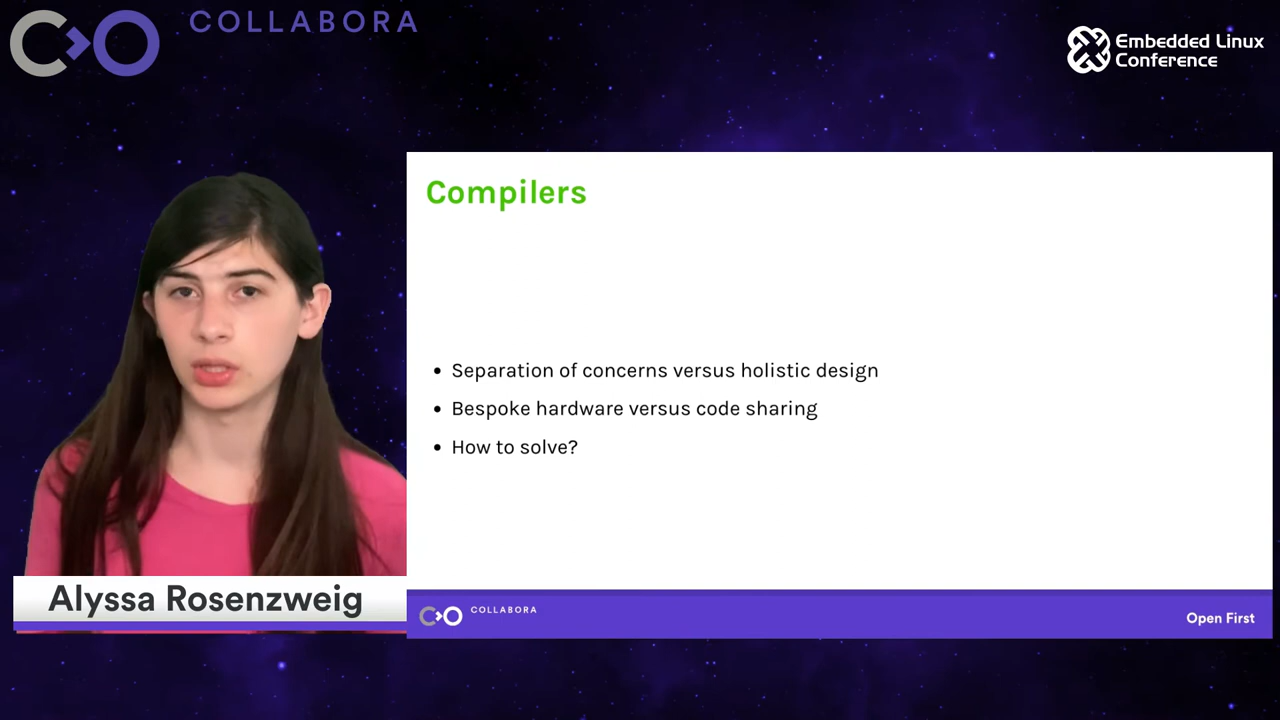 COLLABORA
Embedded Linux
Conference
Compilers
• Separation of concerns versus holistic design
• Bespoke hardware versus code sharing
• How to solve?
Alyssa Rosenzweig
COLLABORA
Open First